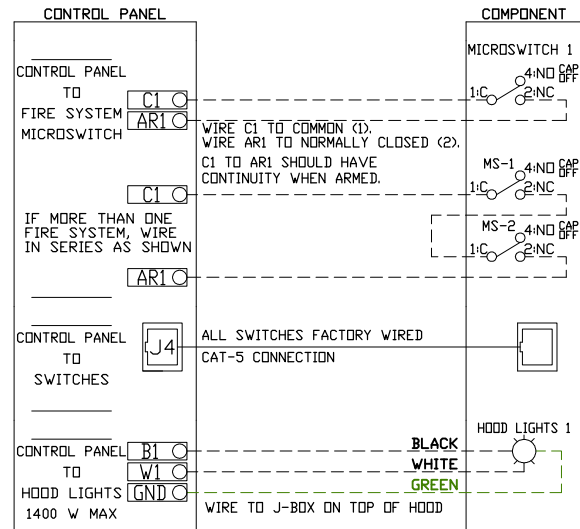 CONTROL PANEL
COMPONENT
CONTROL PANEL
TO
FIRE SYSTEM
MICROSWITCH
C1
AR1
MICROSWITCH 1
1:C
4:NO CAP OFF
2:NC
WIRE C1 TO COMMON (1).
WIRE AR1 TO NORMALLY CLOSED (2).
C1 TO AR1 SHOULD HAVE
CONTINUITY WHEN ARMED.
C1
MS-1
1:C
4:NO CAP OFF
2:NC
IF MORE THAN ONE
FIRE SYSTEM, WIRE
IN SERIES AS SHOWN
MS-2
1:C
4:NO CAP OFF
2:NC
AR1
CONTROL PANEL
TO
SWITCHES
J4
ALL SWITCHES FACTORY WIRED
CAT-5 CONNECTION
CONTROL PANEL
TO
HOOD LIGHTS
1400 W MAX
B1
W1
GND
BLACK
WHITE
GREEN
HOOD LIGHTS 1
WIRE TO J-BOX ON TOP OF HOOD